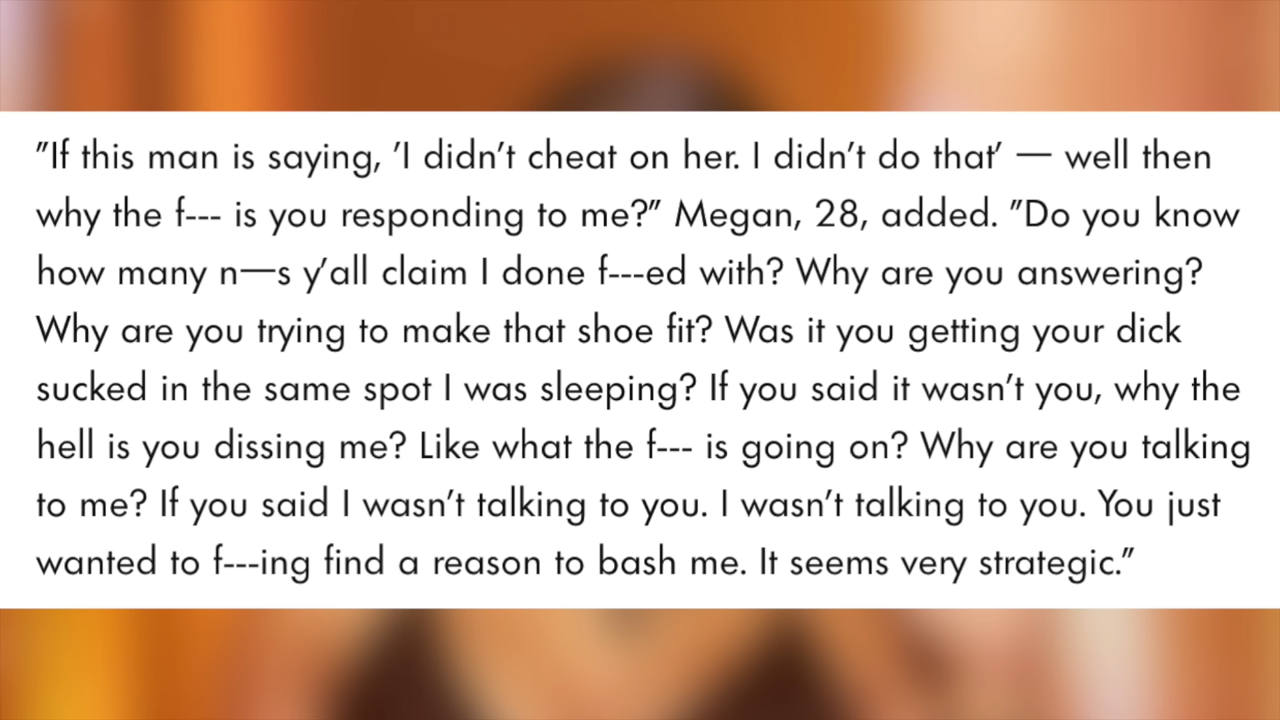 "If this man is saying, 'I didn't cheat on her. I didn't do that' — well then
why the f--- is you responding to me?" Megan, 28, added. "Do you know
how many n—s y'all claim I done f---ed with? Why are you answering?
Why are you trying to make that shoe fit? Was it you getting your dick
sucked in the same spot I was sleeping? If you said it wasn't you, why the
hell is you dissing me? Like what the f--- is going on? Why are you talking
to me? If you said I wasn't talking to you. I wasn't talking to you. You just
wanted to f---ing find a reason to bash me. It seems very strategic."